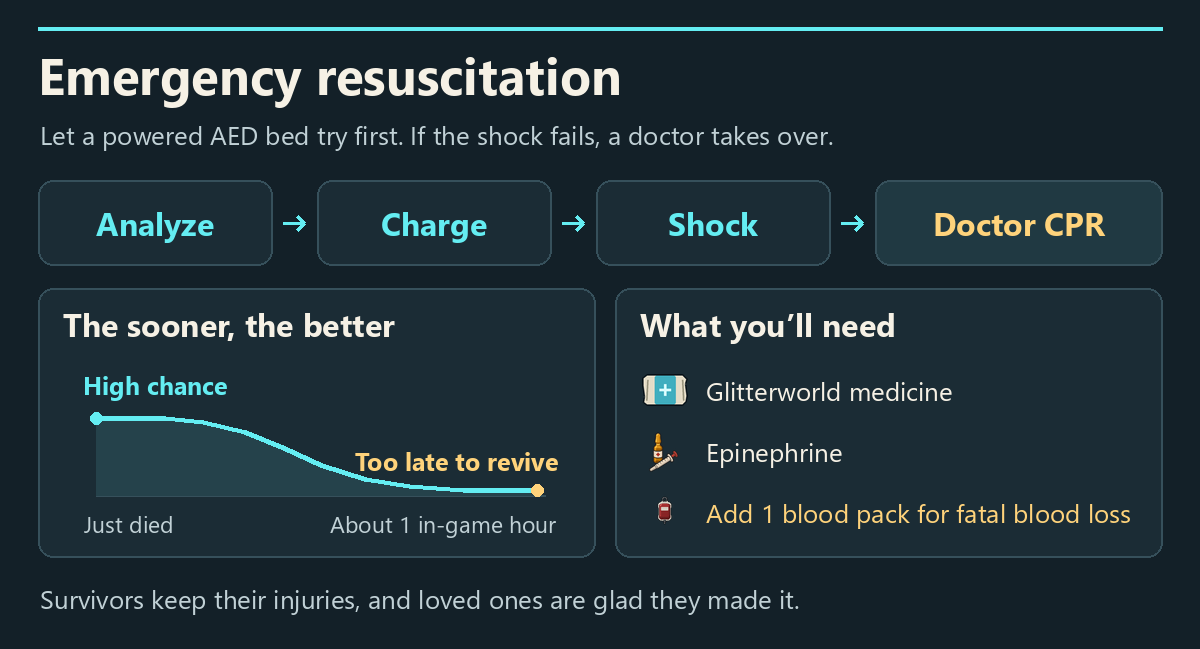 Emergency resuscitation
Let a powered AED bed try first. If the shock fails, a doctor takes over.
Analyze → Charge → Shock → Doctor CPR
The sooner, the better
High chance
Too late to revive
Just died
About 1 in-game hour
What you’ll need
Glitterworld medicine
Epinephrine
Add 1 blood pack for fatal blood loss
Survivors keep their injuries, and loved ones are glad they made it.